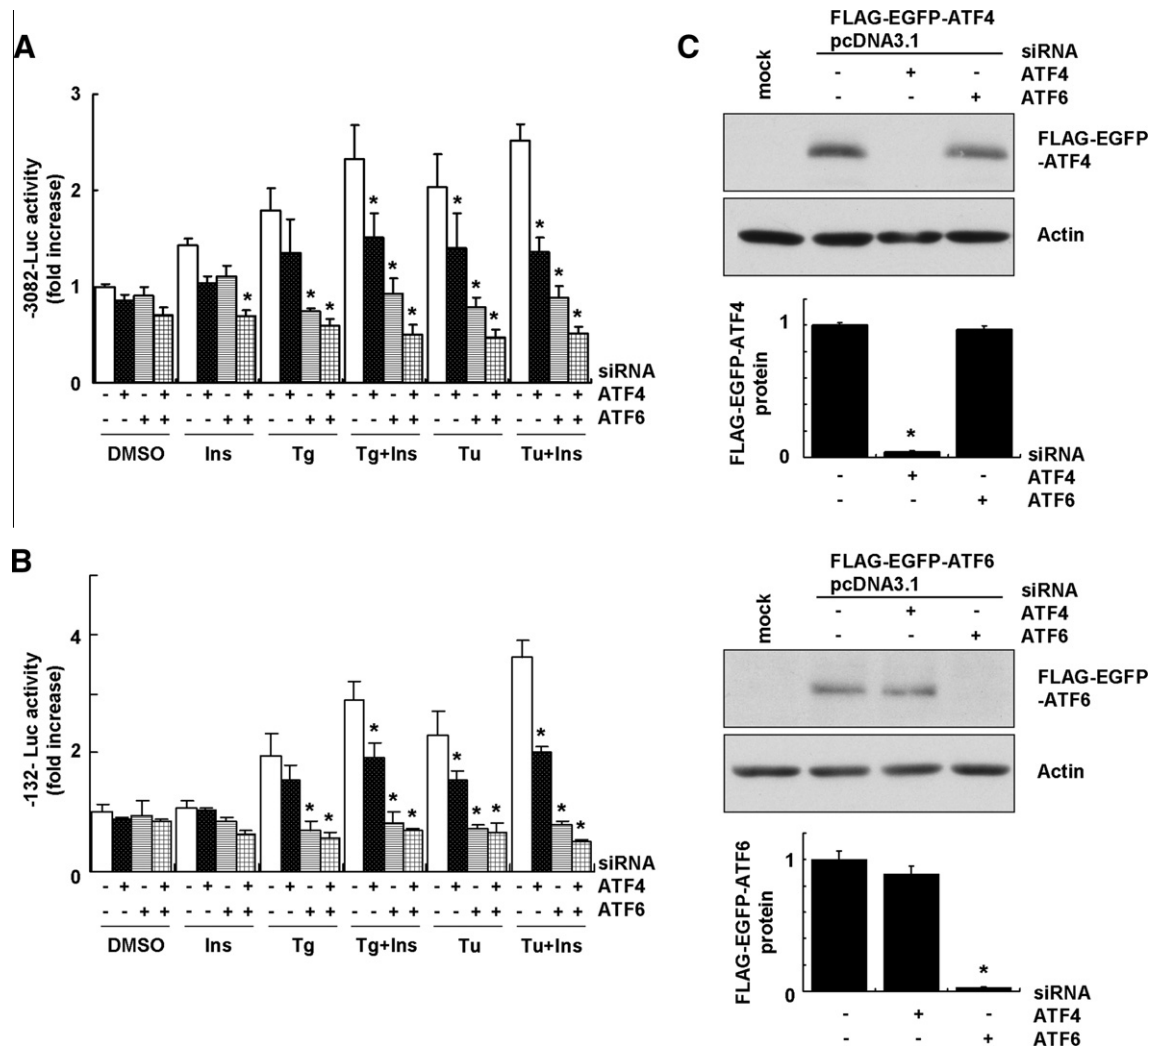 A
-3082-Luc activity
(fold increase)
3
2
1
0
* * * * * * * * * * * *
siRNA
- + - + - + - + - + - + - + - + - + - + - + - + ATF4
- - + + - - + + - - + + - - + + - - + + - - + + ATF6
DMSO Ins Tg Tg+Ins Tu Tu+Ins
B
-132- Luc activity
(fold increase)
4
2
0
* * * * * * * * * * *
siRNA
- + - + - + - + - + - + - + - + - + - + - + - + ATF4
- - + + - - + + - - + + - - + + - - + + - - + + ATF6
DMSO Ins Tg Tg+Ins Tu Tu+Ins
C
FLAG-EGFP-ATF4
pcDNA3.1
mock
siRNA
- + - ATF4
- - + ATF6
FLAG-EGFP
-ATF4
Actin
FLAG-EGFP-ATF4
protein
1
0
*
siRNA
- + - ATF4
- - + ATF6
FLAG-EGFP-ATF6
pcDNA3.1
mock
siRNA
- + - ATF4
- - + ATF6
FLAG-EGFP
-ATF6
Actin
FLAG-EGFP-ATF6
protein
1
0
*
siRNA
- + - ATF4
- - + ATF6